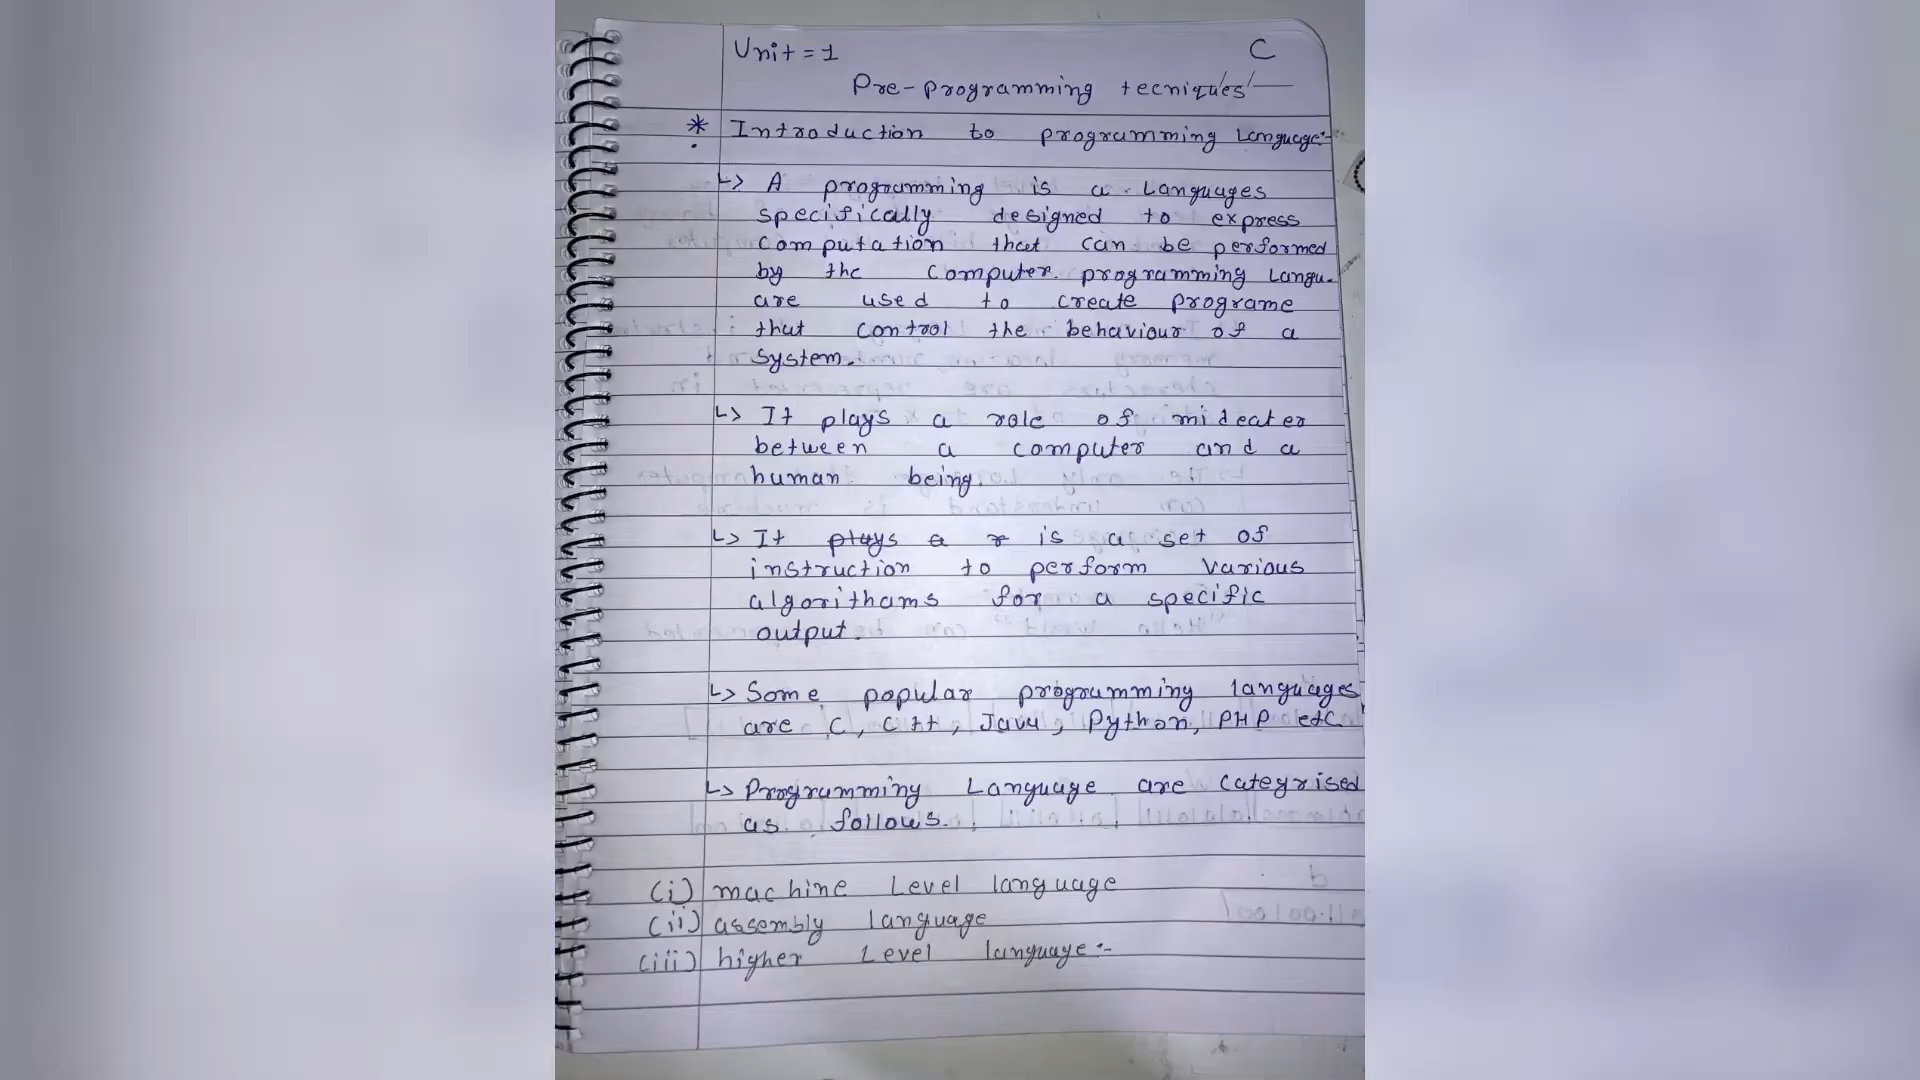 Unit = 1
C
Pre-programming tecniques
* Introduction to programming Language:-
↳ A programming is a Languages
specifically designed to express
computation that can be performed
by the computer. programming Langu.
are used to create programe
that control the behaviour of a
system.
↳ It plays a role of mideater
between a computer and a
human being.
↳ It plays a r is a set of
instruction to perform various
algorithams for a specific
output.
↳ Some popular programming languages
are C, C++, Java, Python, PHP etc
↳ Programming Language are categrised
as follows.
(i) machine Level language
(ii) assembly language
(iii) higher Level language:-